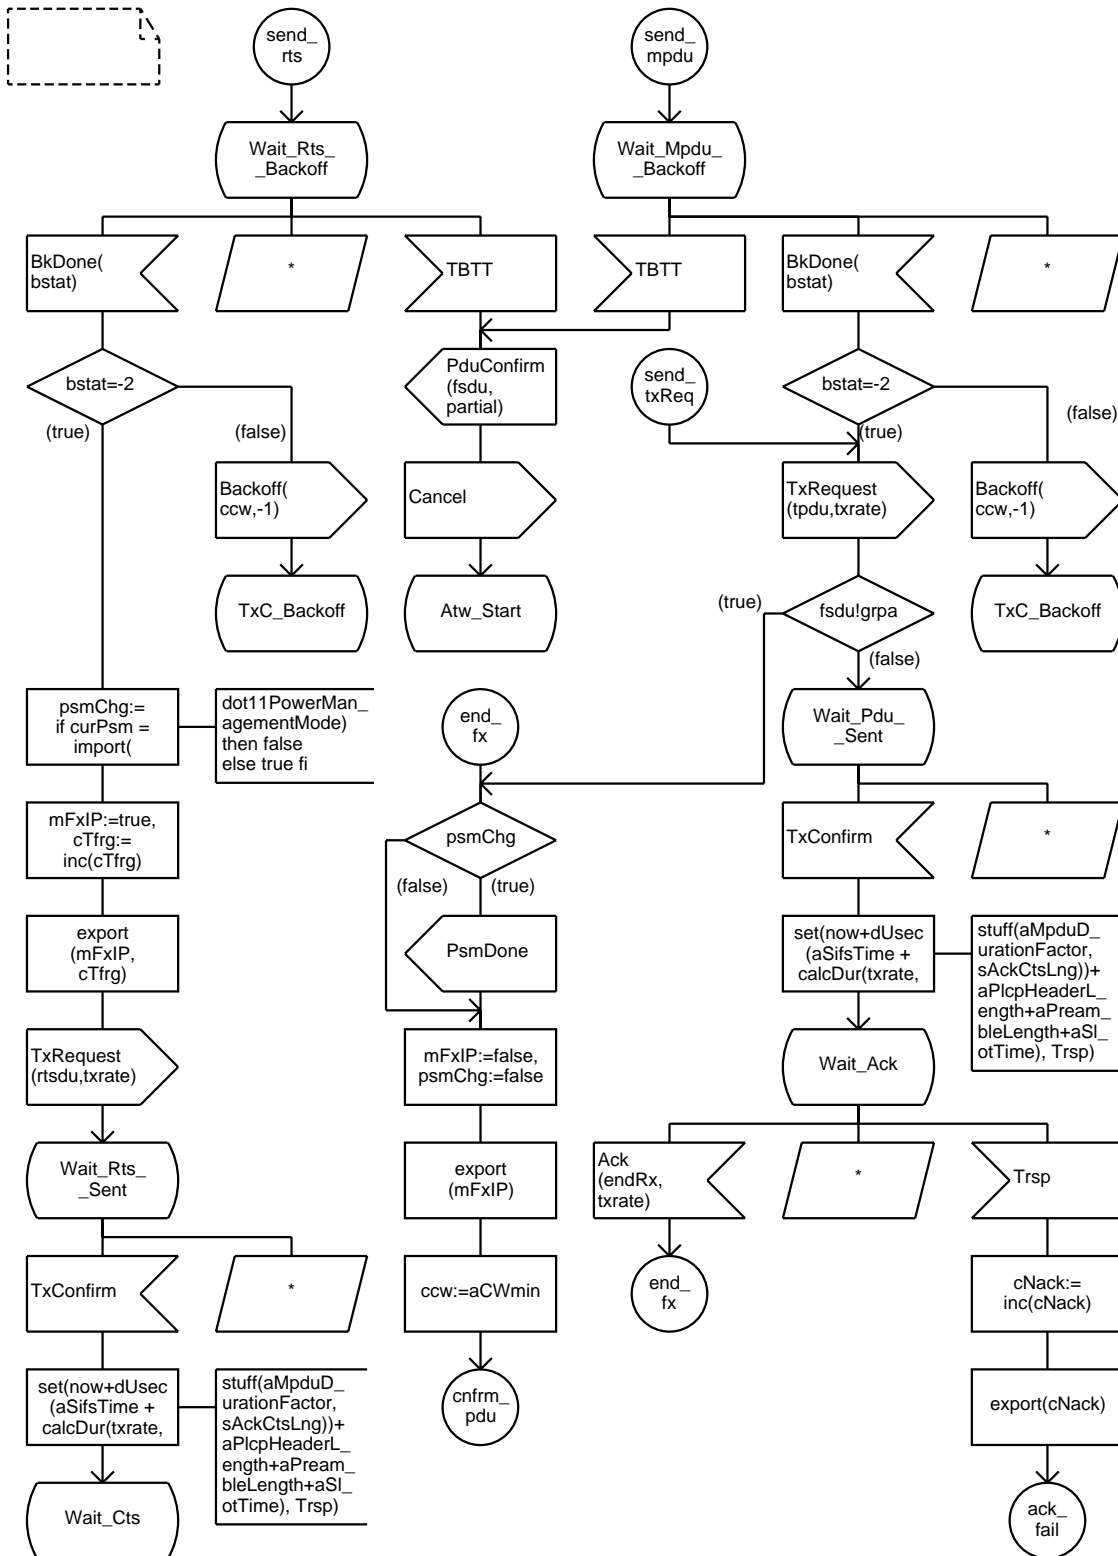 send_
rts
send_
mpdu
Wait_Rts_
_Backoff
Wait_Mpdu_
_Backoff
BkDone(
bstat)
*
TBTT
TBTT
BkDone(
bstat)
*
bstat=-2
PduConfirm
(fsdu,
partial)
send_
txReq
bstat=-2
(true)
(false)
(true)
(false)
Backoff(
ccw,-1)
Cancel
TxRequest
(tpdu,txrate)
Backoff(
ccw,-1)
TxC_Backoff
Atw_Start
(true)
fsdu!grpa
TxC_Backoff
(false)
psmChg:=
if curPsm =
import(
dot11PowerMan_
agementMode)
then false
else true fi
end_
fx
Wait_Pdu_
_Sent
mFxIP:=true,
cTfrg:=
inc(cTfrg)
psmChg
TxConfirm
*
(false)
(true)
export
(mFxIP,
cTfrg)
PsmDone
set(now+dUsec
(aSifsTime +
calcDur(txrate,
stuff(aMpduD_
urationFactor,
sAckCtsLng))+
aPlcpHeaderL_
ength+aPream_
bleLength+aSl_
otTime), Trsp)
TxRequest
(rtsdu,txrate)
mFxIP:=false,
psmChg:=false
Wait_Ack
Wait_Rts_
_Sent
export
(mFxIP)
Ack
(endRx,
txrate)
*
Trsp
TxConfirm
*
ccw:=aCWmin
end_
fx
cNack:=
inc(cNack)
set(now+dUsec
(aSifsTime +
calcDur(txrate,
stuff(aMpduD_
urationFactor,
sAckCtsLng))+
aPlcpHeaderL_
ength+aPream_
bleLength+aSl_
otTime), Trsp)
cnfrm_
pdu
export(cNack)
Wait_Cts
ack_
fail